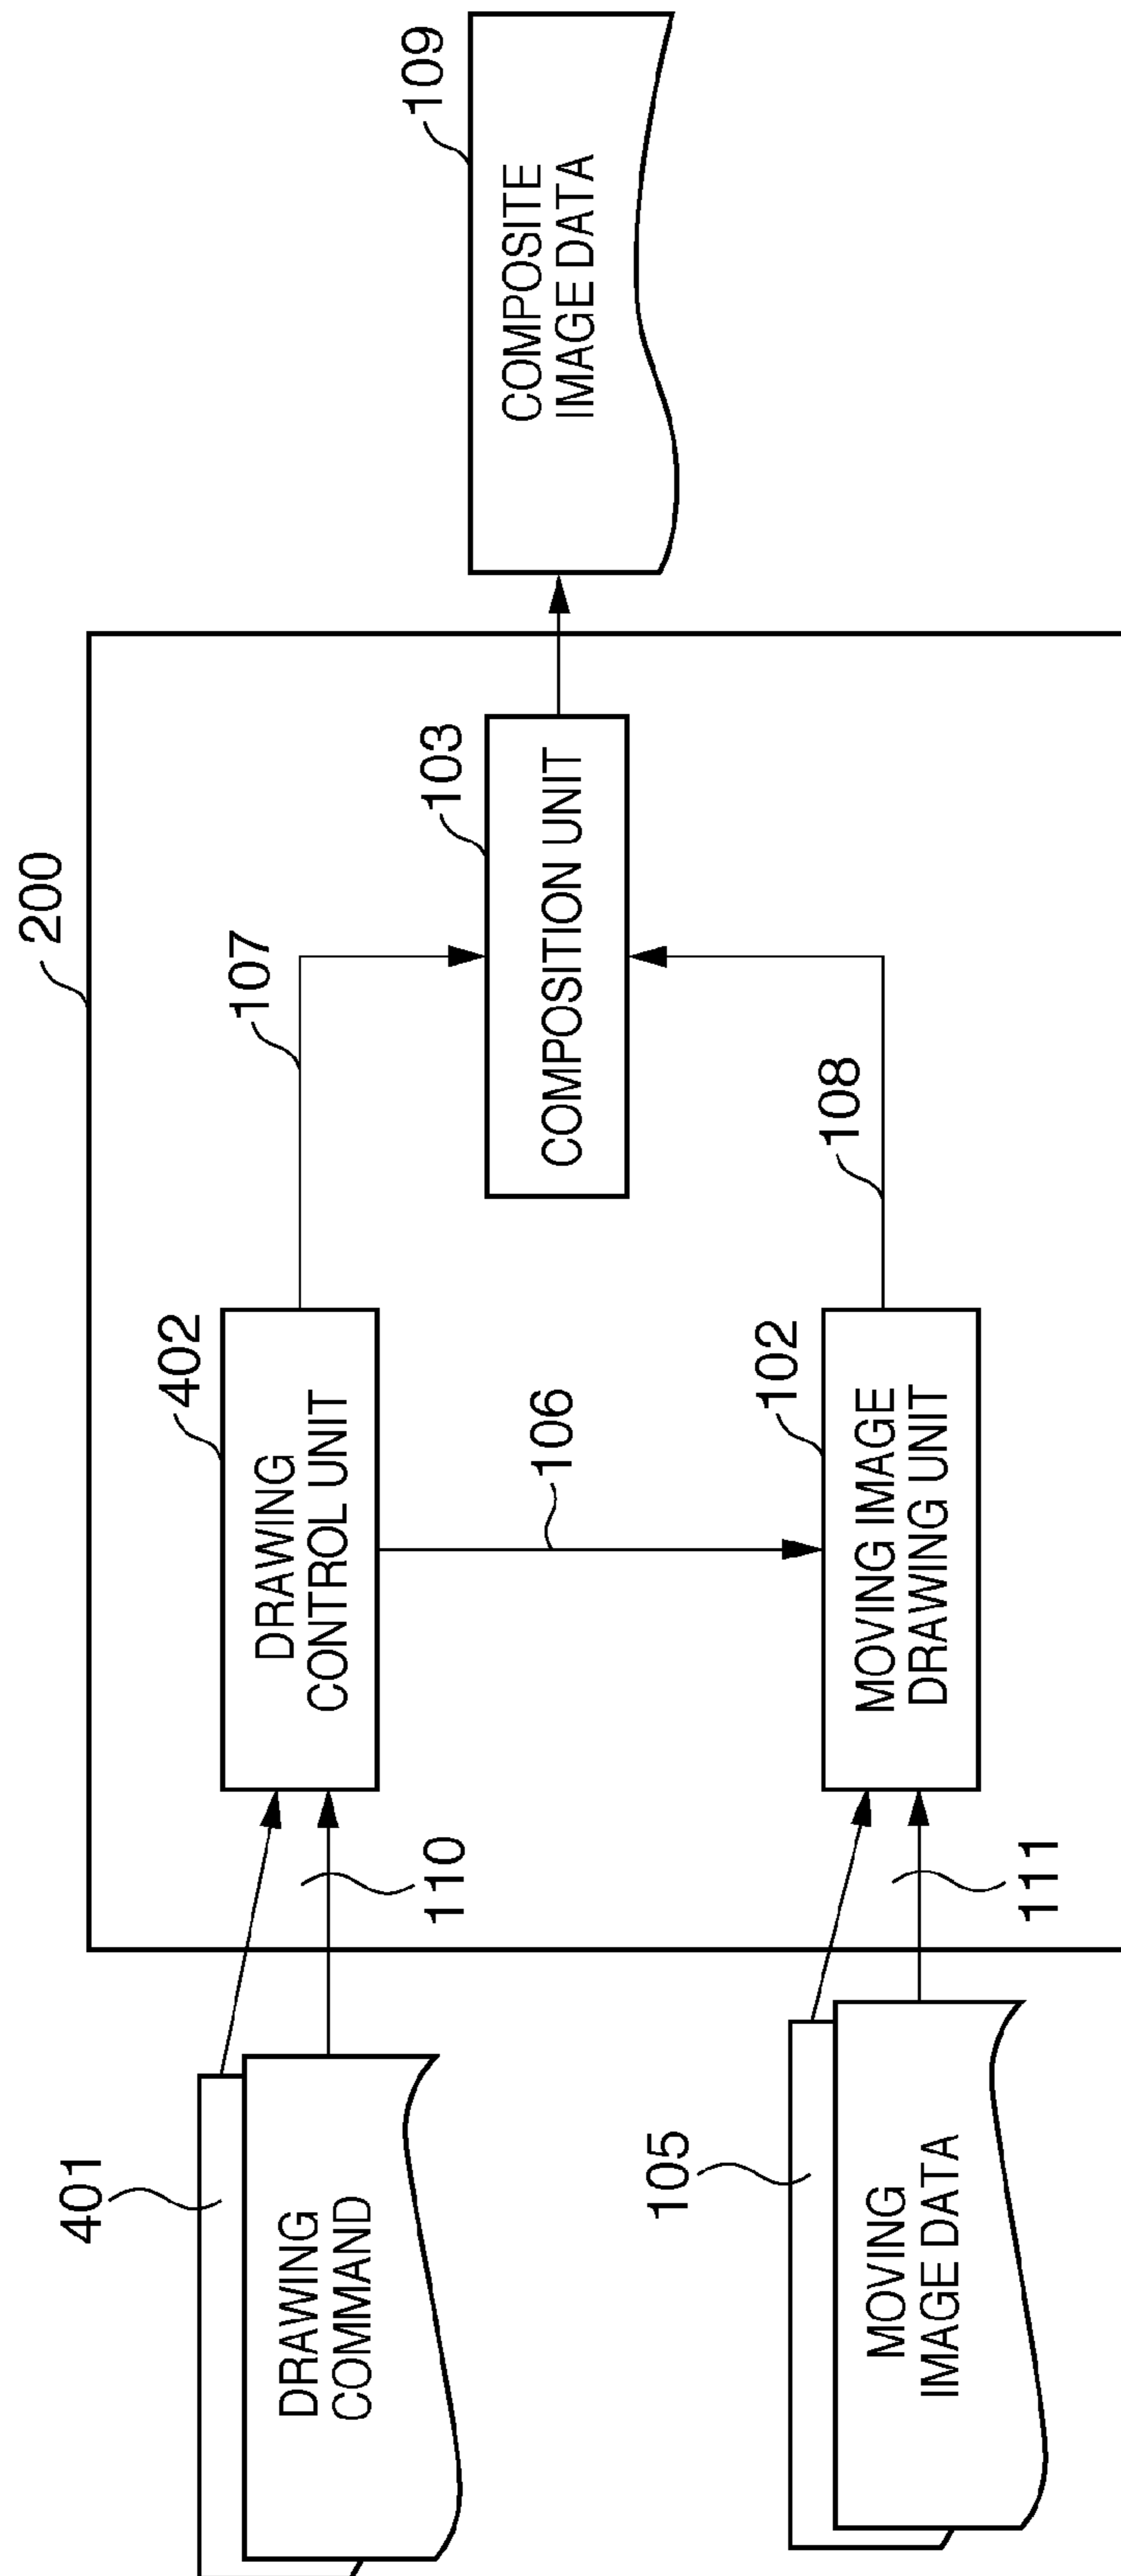 200
401
DRAWING
COMMAND
110
402
DRAWING
CONTROL UNIT
107
106
103
COMPOSITION UNIT
109
COMPOSITE
IMAGE DATA
105
MOVING
IMAGE DATA
111
102
MOVING IMAGE
DRAWING UNIT
108